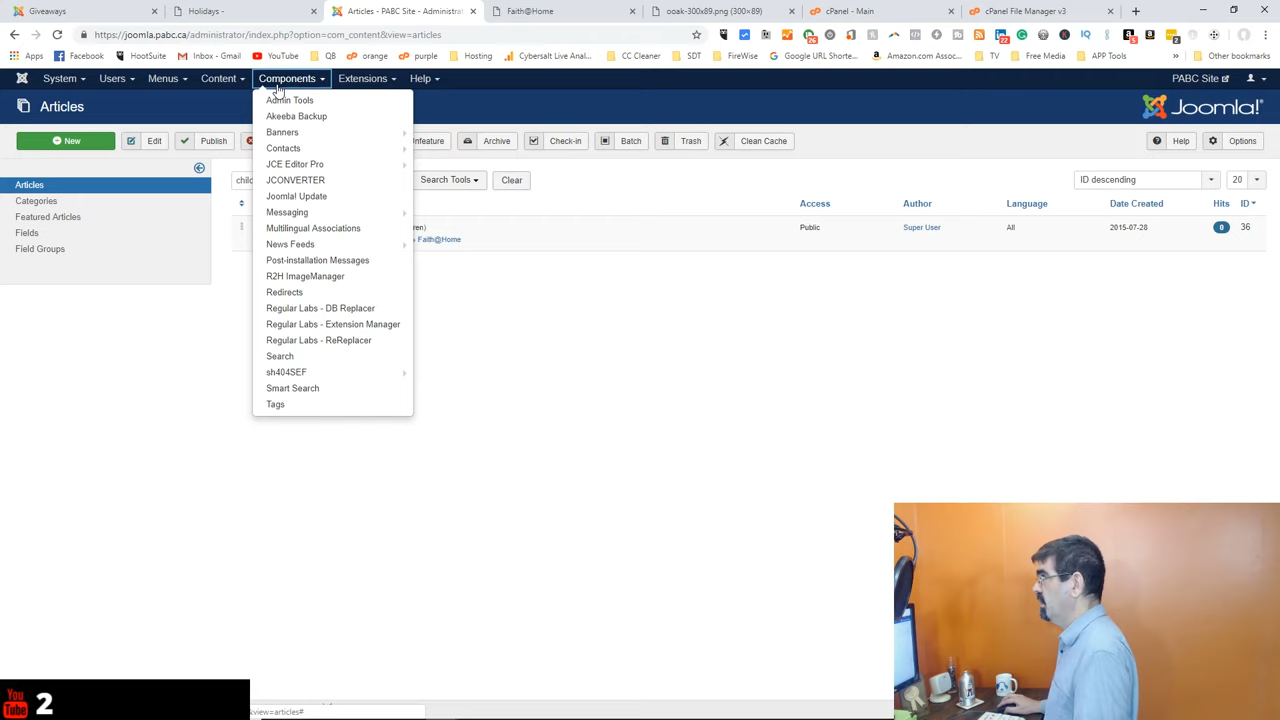 Giveaways
Holidays -
Articles - PABC Site - Administrat
Faith@Home
ooak-300x89.png (300×89)
cPanel - Main
cPanel File Manager v3
https://joomla.pabc.ca/administrator/index.php?option=com_content&view=articles
Apps Facebook HootSuite Inbox - Gmail YouTube QB orange purple Hosting Cybersalt Live Anal... SDT CC Cleaner FireWise Google URL Shorte... Amazon.com Associ... TV Free Media APP Tools » Other bookmarks
System Users Menus Content Components Extensions Help PABC Site
Articles
Joomla!
New Edit Publish nfeature Archive Check-in Batch Trash Clean Cache Help Options
Articles
Categories
Featured Articles
Fields
Field Groups
child
Search Tools Clear ID descending 20
Access Author Language Date Created Hits ID
ren)
Faith@Home
Public Super User All 2015-07-28 0 36
Admin Tools
Akeeba Backup
Banners
Contacts
JCE Editor Pro
JCONVERTER
Joomla! Update
Messaging
Multilingual Associations
News Feeds
Post-installation Messages
R2H ImageManager
Redirects
Regular Labs - DB Replacer
Regular Labs - Extension Manager
Regular Labs - ReReplacer
Search
sh404SEF
Smart Search
Tags
You
Tube
2
&view=articles#